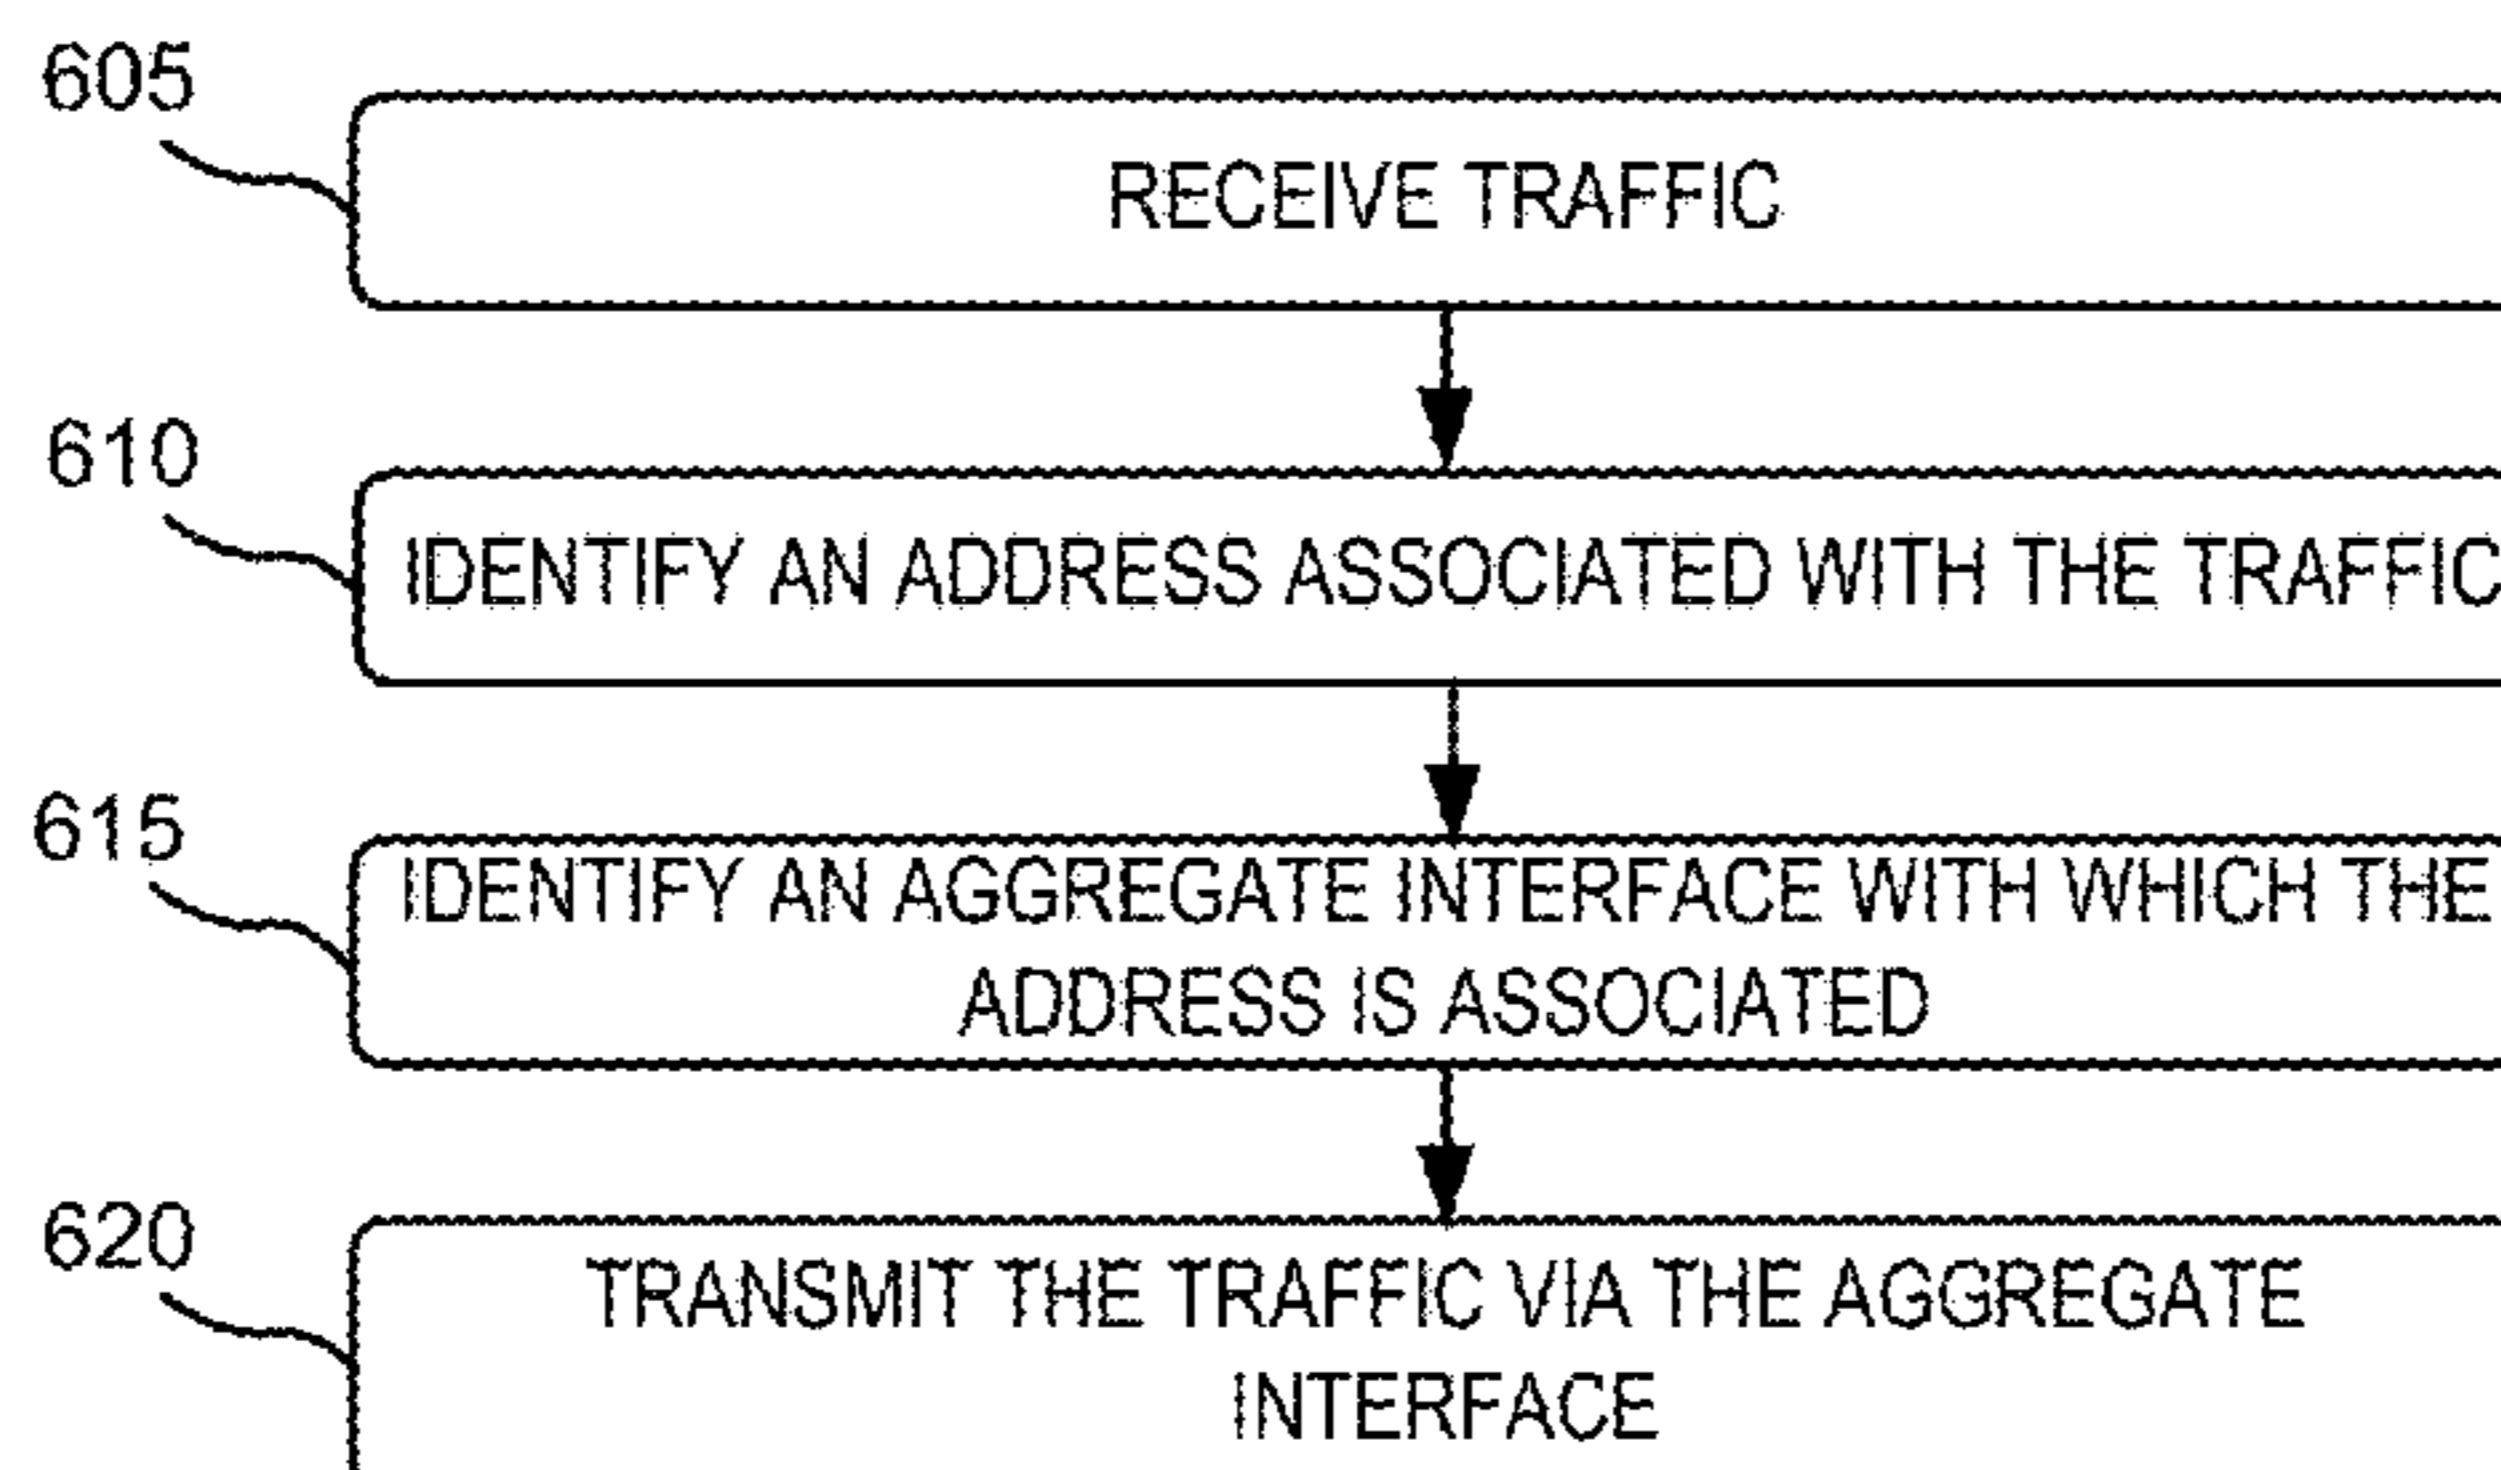 605
RECEIVE TRAFFIC
610
IDENTIFY AN ADDRESS ASSOCIATED WITH THE TRAFFIC
615
IDENTIFY AN AGGREGATE INTERFACE WITH WHICH THE
ADDRESS IS ASSOCIATED
620
TRANSMIT THE TRAFFIC VIA THE AGGREGATE
INTERFACE